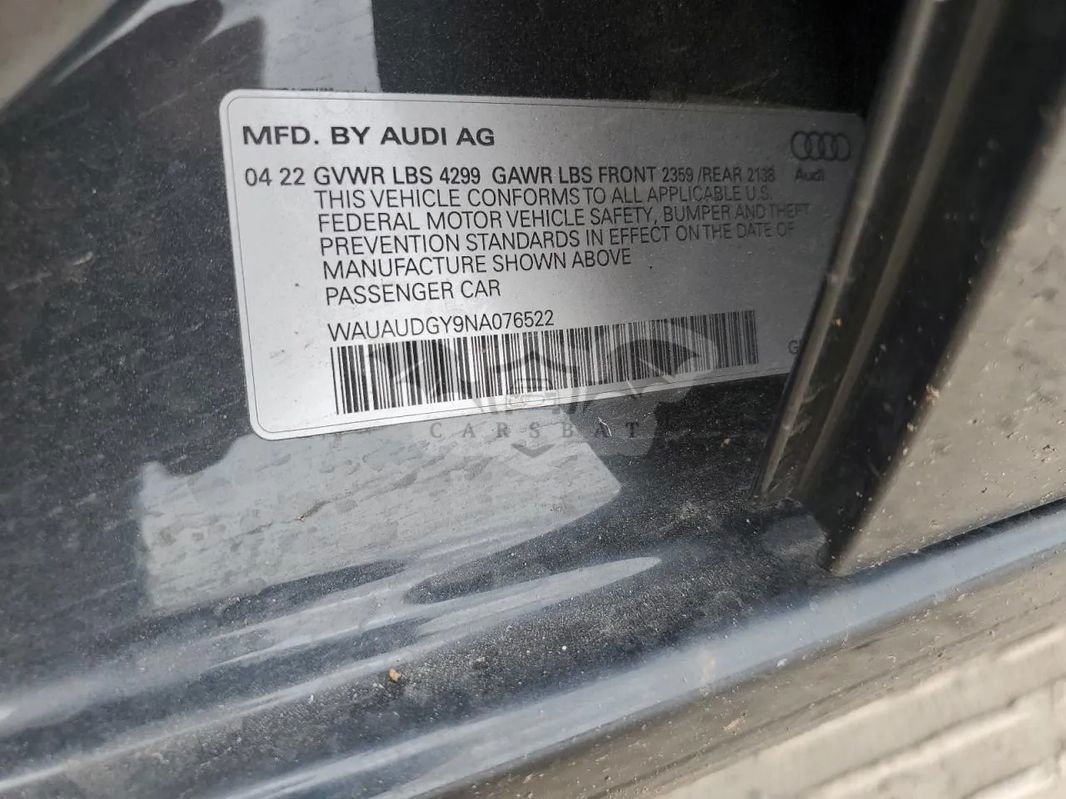 MFD. BY AUDI AG
04 22 GVWR LBS 4299 GAWR LBS FRONT 2359 /REAR 2138
Audi
THIS VEHICLE CONFORMS TO ALL APPLICABLE U.S.
FEDERAL MOTOR VEHICLE SAFETY, BUMPER AND THEFT
PREVENTION STANDARDS IN EFFECT ON THE DATE OF
MANUFACTURE SHOWN ABOVE
PASSENGER CAR
WAUAUDGY9NA076522
CARSBAT